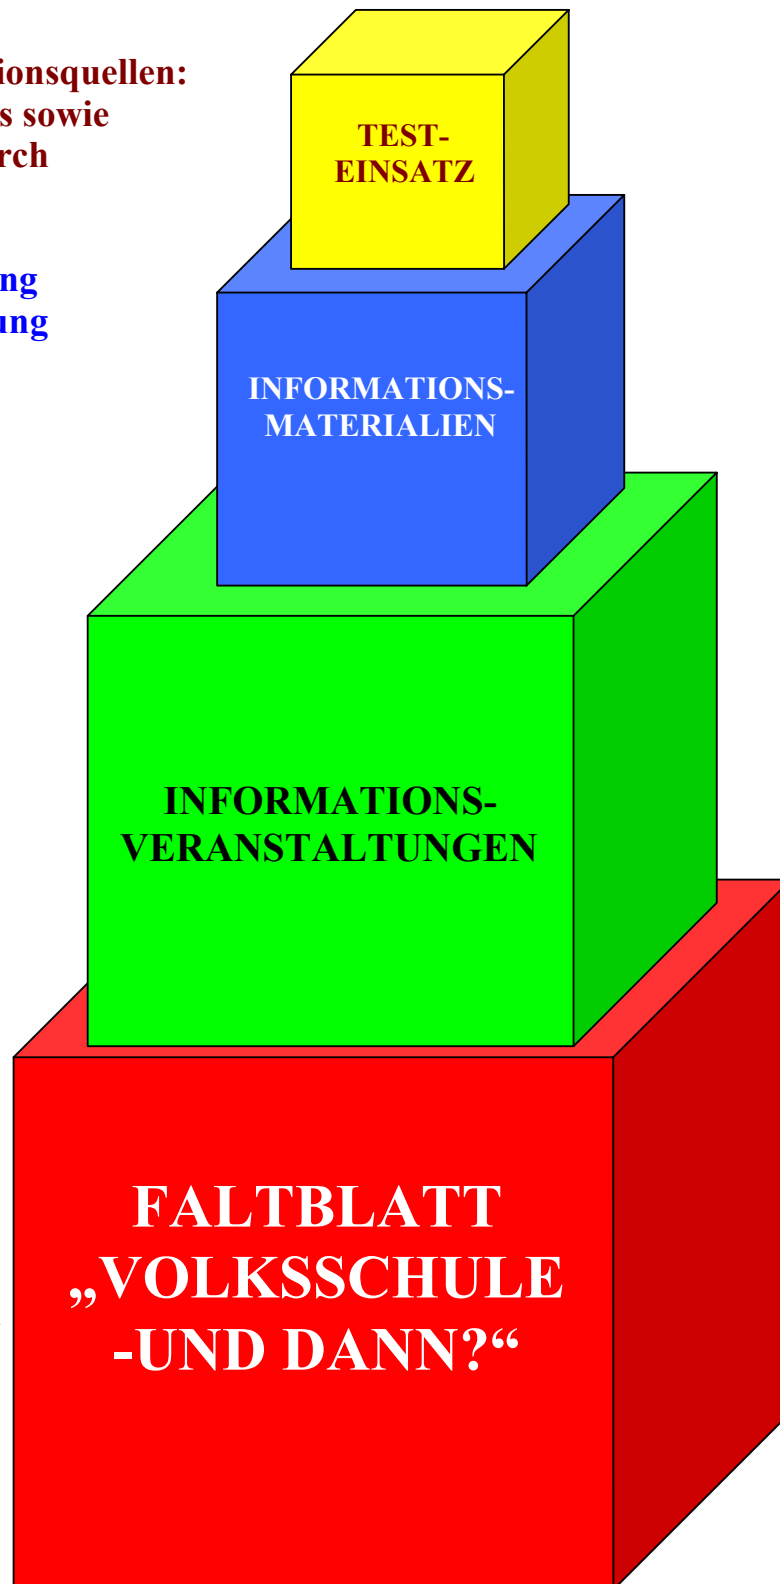 ionsquellen:
s sowie
rch
ng
ung
TEST-
EINSATZ
INFORMATIONS-
MATERIALIEN
INFORMATIONS-
VERANSTALTUNGEN
FALTBLATT
„VOLKSSCHULE
-UND DANN?“